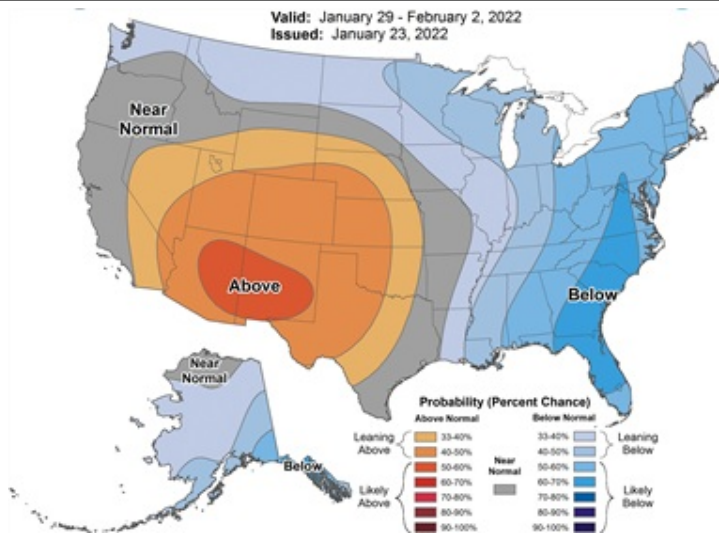 Valid: January 29 - February 2, 2022
Issued: January 23, 2022
Near
Normal
Above
Below
Near
Normal
Below
Probability (Percent Chance)
Above Normal
Below Normal
Leaning
Above
33-40%
40-50%
Likely
Above
50-60%
60-70%
70-80%
80-90%
90-100%
Near
Normal
33-40%
40-50%
Leaning
Below
50-60%
60-70%
70-80%
80-90%
90-100%
Likely
Below